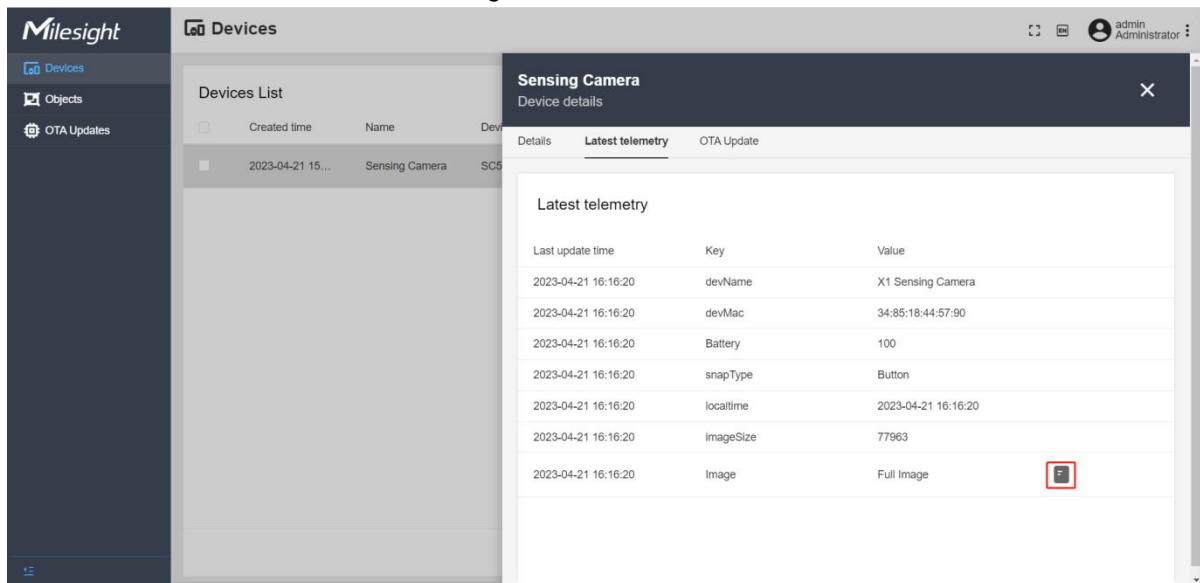 Milesight
Devices
EN
admin
Administrator
Devices
Objects
OTA Updates
Devices List
Created time Name Devi
2023-04-21 15... Sensing Camera SC5
Sensing Camera
Device details
Details Latest telemetry OTA Update
Latest telemetry
Last update time Key Value
2023-04-21 16:16:20 devName X1 Sensing Camera
2023-04-21 16:16:20 devMac 34:85:18:44:57:90
2023-04-21 16:16:20 Battery 100
2023-04-21 16:16:20 snapType Button
2023-04-21 16:16:20 localtime 2023-04-21 16:16:20
2023-04-21 16:16:20 imageSize 77963
2023-04-21 16:16:20 Image Full Image